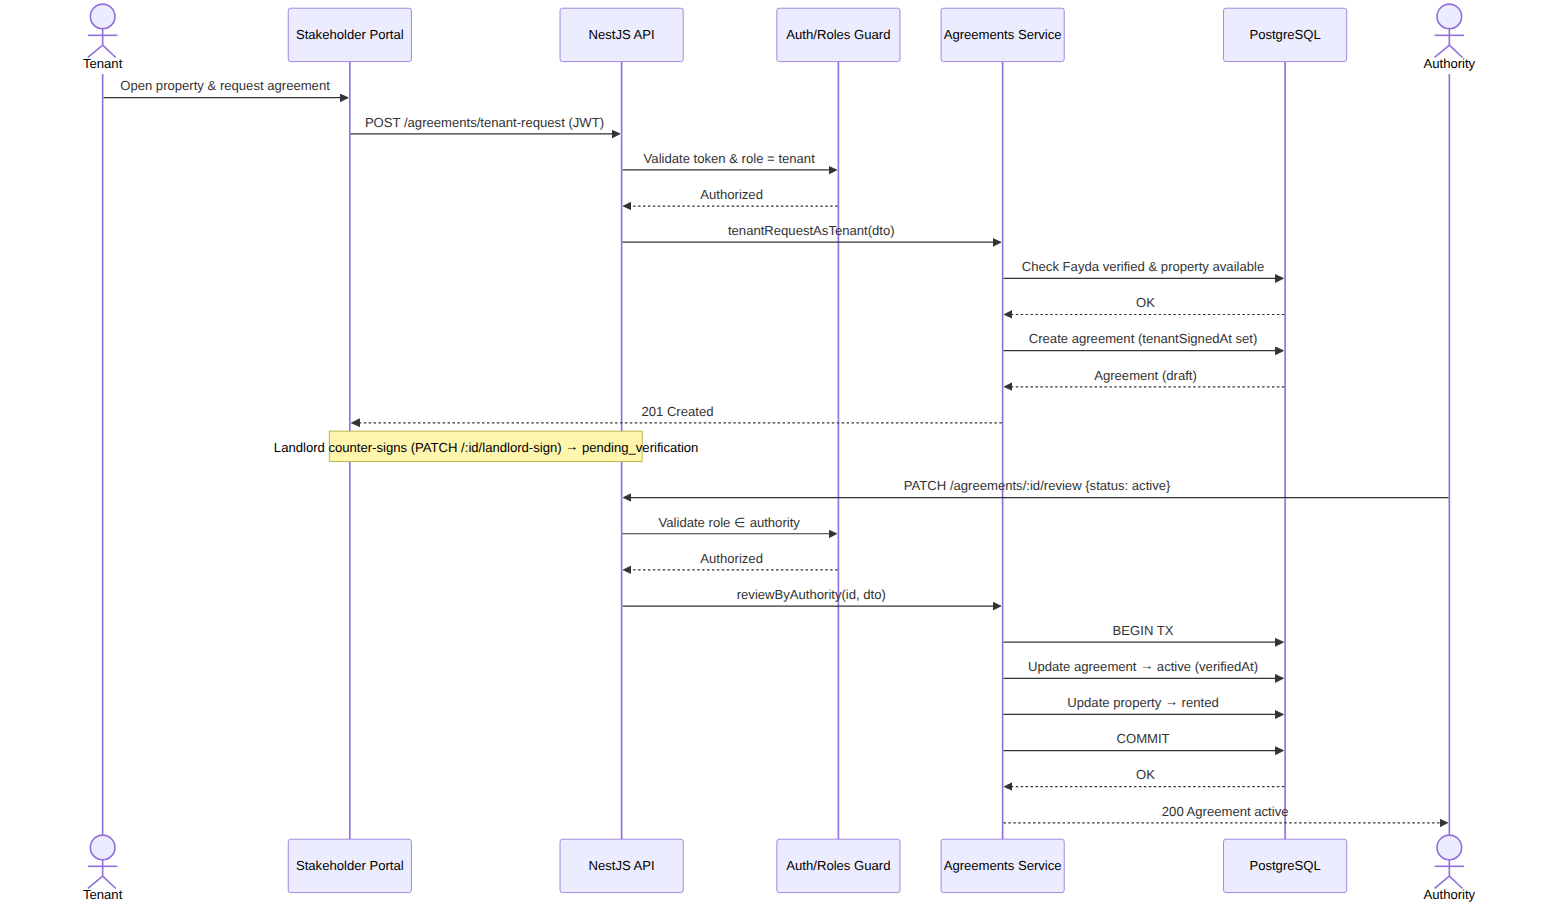 Stakeholder Portal
NestJS API
Auth/Roles Guard
Agreements Service
PostgreSQL
Tenant
Authority
Open property & request agreement
POST /agreements/tenant-request (JWT)
Validate token & role = tenant
Authorized
tenantRequestAsTenant(dto)
Check Fayda verified & property available
OK
Create agreement (tenantSignedAt set)
Agreement (draft)
201 Created
Landlord counter-signs (PATCH /:id/landlord-sign) → pending_verification
PATCH /agreements/:id/review {status: active}
Validate role ∈ authority
Authorized
reviewByAuthority(id, dto)
BEGIN TX
Update agreement → active (verifiedAt)
Update property → rented
COMMIT
OK
200 Agreement active
Stakeholder Portal
NestJS API
Auth/Roles Guard
Agreements Service
PostgreSQL
Tenant
Authority